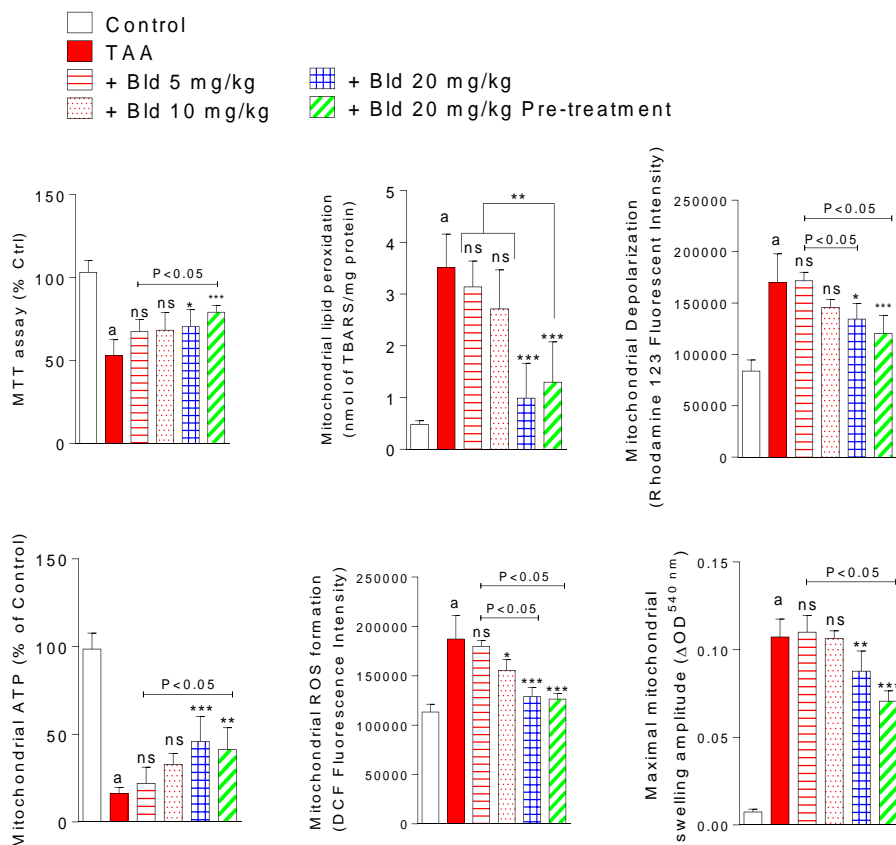 Control
TAA
+ Bld 5 mg/kg
+ Bld 10 mg/kg
+ Bld 20 mg/kg
+ Bld 20 mg/kg Pre-treatment
MTT assay (% Ctrl)
150
100
50
0
a
ns
ns
*
***
P<0.05
Mitochondrial lipid peroxidation
(nmol of TBARS/mg protein)
5
4
3
2
1
0
a
ns
ns
***
***
**
Mitochondrial Depolarization
(Rhodamine 123 Fluorescent Intensity)
250000
200000
150000
100000
50000
0
a
ns
ns
*
***
P<0.05
P<0.05
Mitochondrial ATP (% of Control)
150
100
50
0
a
ns
ns
***
**
P<0.05
Mitochondrial ROS formation
(DCF Fluorescence Intensity)
250000
200000
150000
100000
50000
0
a
ns
*
***
***
P<0.05
P<0.05
Maximal mitochondrial
swelling amplitude (ΔOD540 nm)
0.15
0.10
0.05
0.00
a
ns
ns
**
***
P<0.05